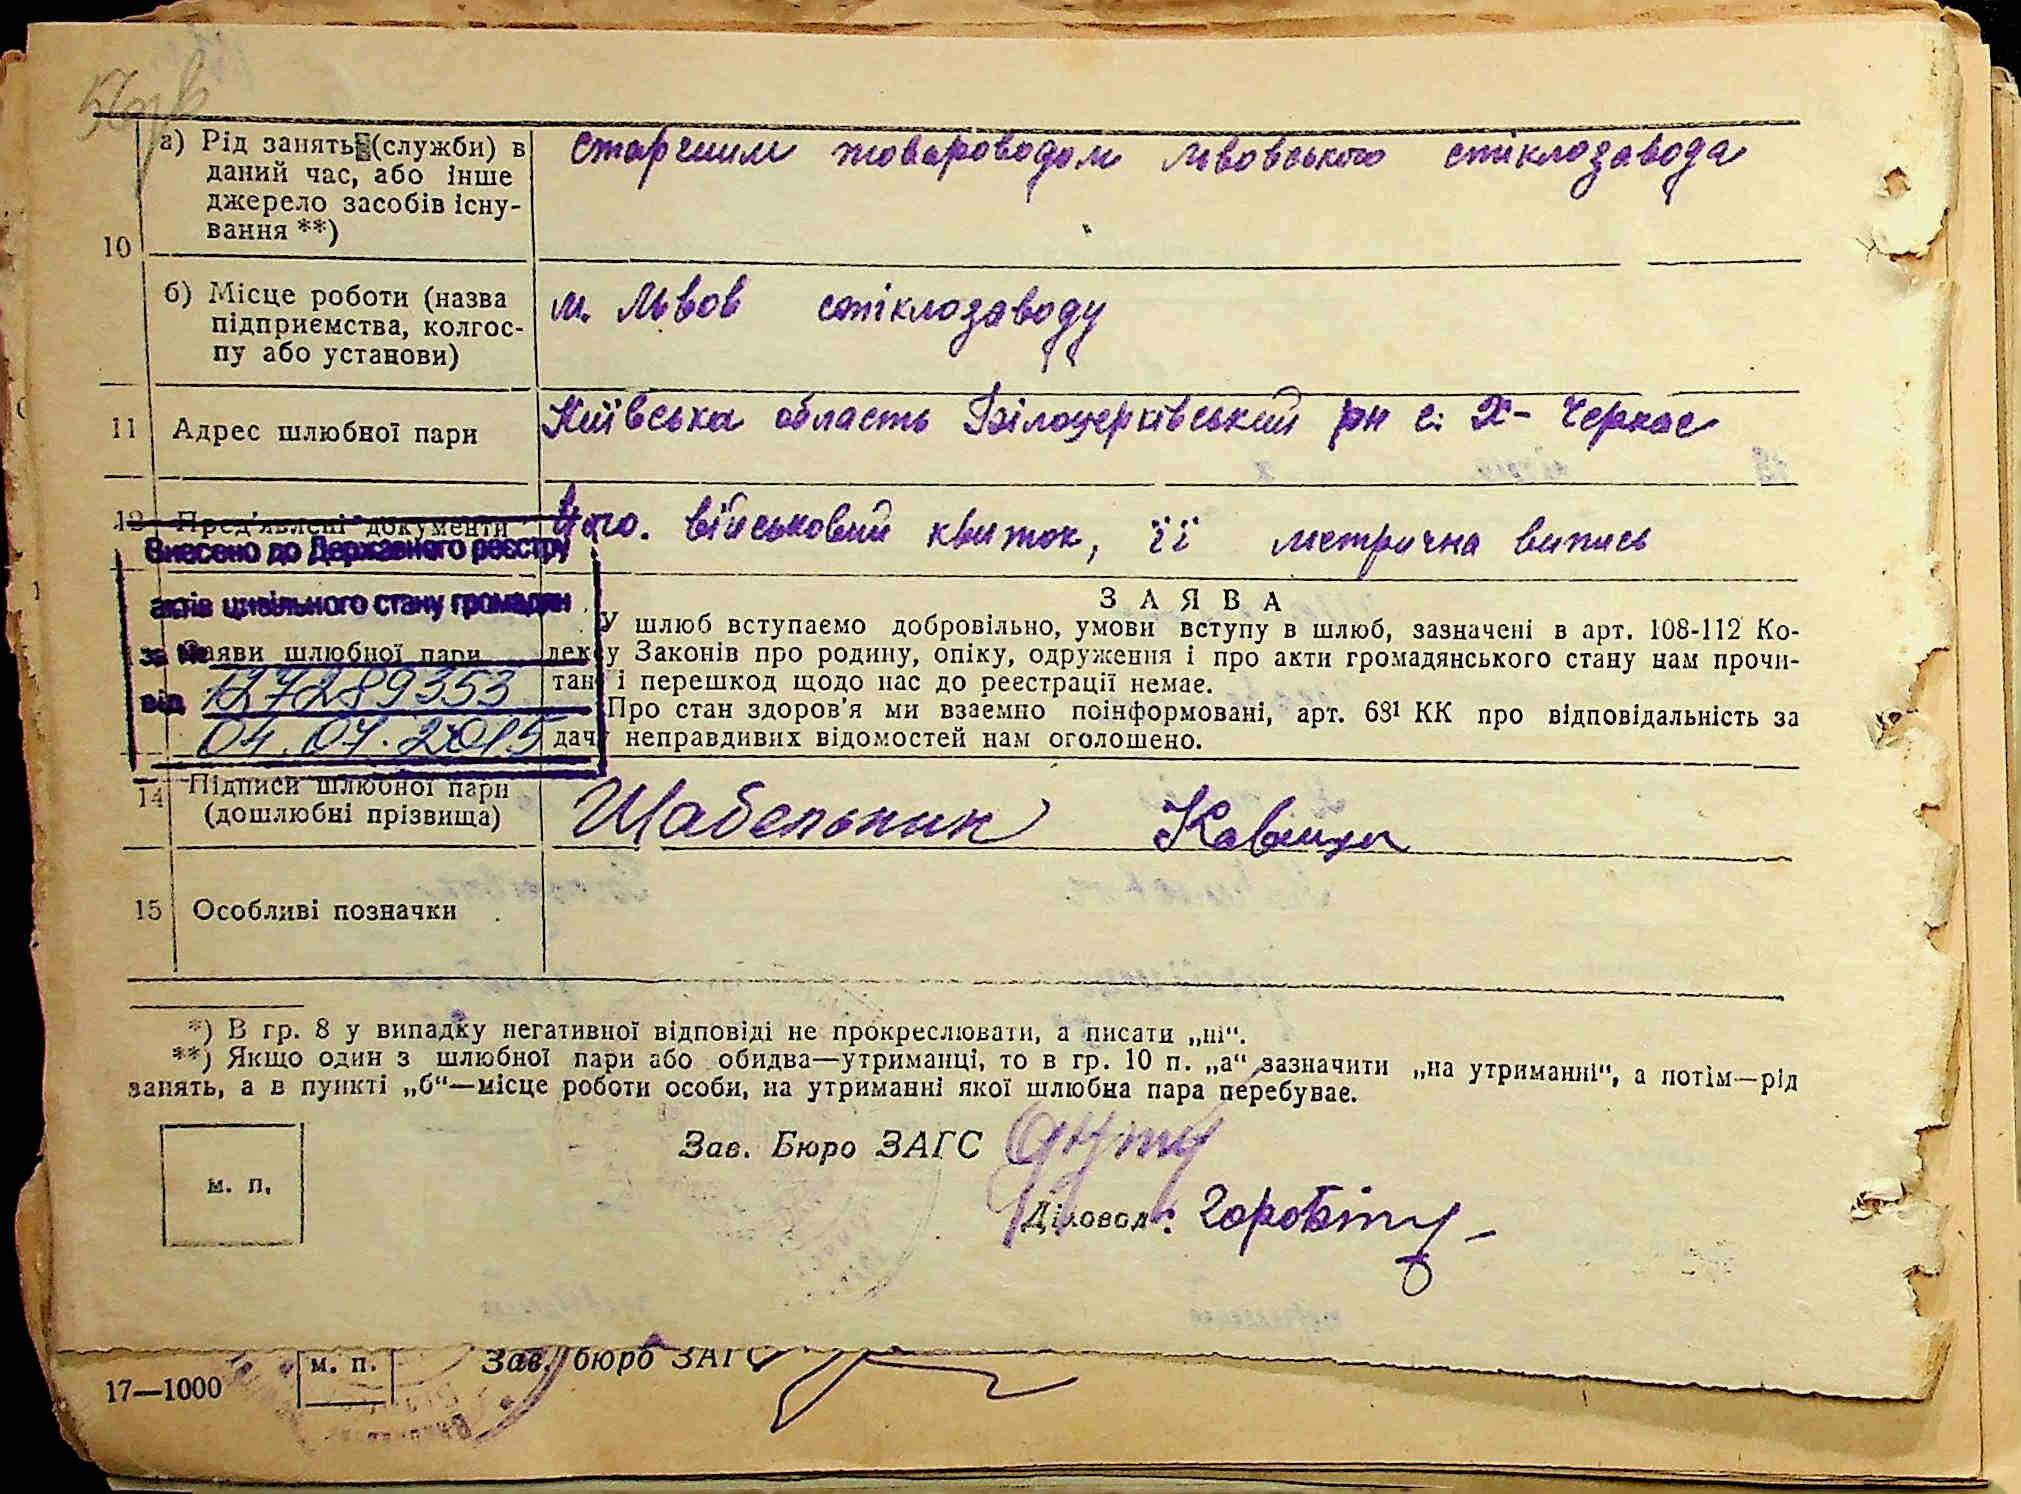 а) Рід занять (служби) в
даний час, або інше
джерело засобів існу-
вання **)
старшим товароводом Львовського стіклозавода
10
б) Місце роботи (назва
підприємства, колгос-
пу або установи)
м. Львов стіклозаводу
11 Адрес шлюбної пари
Київська область Білоцерківський рн с. Х- Черкас
12 Пред'явлені документи
Його. військовий квиток, її метрична випись
Внесено до Державного реєстру
актів цивільного стану громадян
за №
127289353
від
04.04.2015
Заяви шлюбної пари
ЗАЯВА
У шлюб вступаємо добровільно, умови вступу в шлюб, зазначені в арт. 108-112 Ко-
дексу Законів про родину, опіку, одруження і про акти громадянського стану нам прочи-
тані і перешкод щодо нас до реєстрації немає.
Про стан здоров'я ми взаємно поінформовані, арт. 68¹ КК про відповідальність за
дачу неправдивих відомостей нам оголошено.
14 Підписи шлюбної пари
(дошлюбні прізвища)
Шабельник
15 Особливі позначки
*) В гр. 8 у випадку негативної відповіді не прокреслювати, а писати „ні“.
**) Якщо один з шлюбної пари або обидва—утриманці, то в гр. 10 п. „а“ зазначити „на утриманні“, а потім—рід
занять, а в пункті „б“—місце роботи особи, на утриманні якої шлюбна пара перебуває.
м. п.
Зав. Бюро ЗАГС
Діловод:
м. п.
Зав. бюро ЗАГС
17—1000